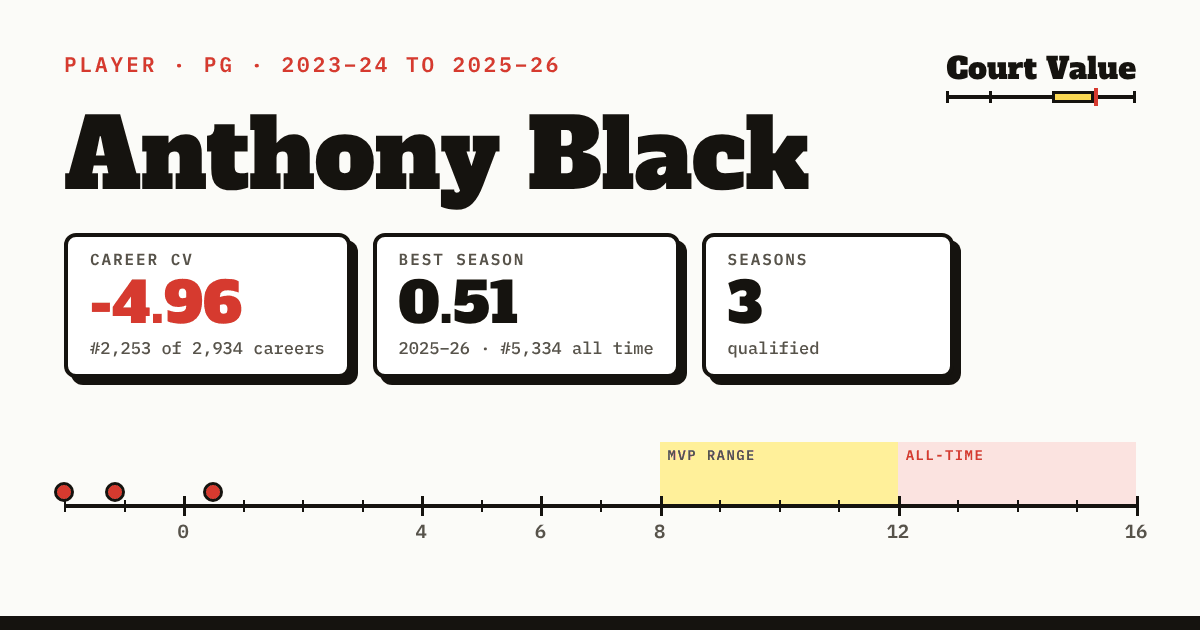 PLAYER · PG · 2023–24 TO 2025–26
Court Value
Anthony Black
CAREER CV
-4.96
#2,253 of 2,934 careers
BEST SEASON
0.51
2025–26 · #5,334 all time
SEASONS
3
qualified
MVP RANGE
ALL-TIME
0 4 6 8 12 16